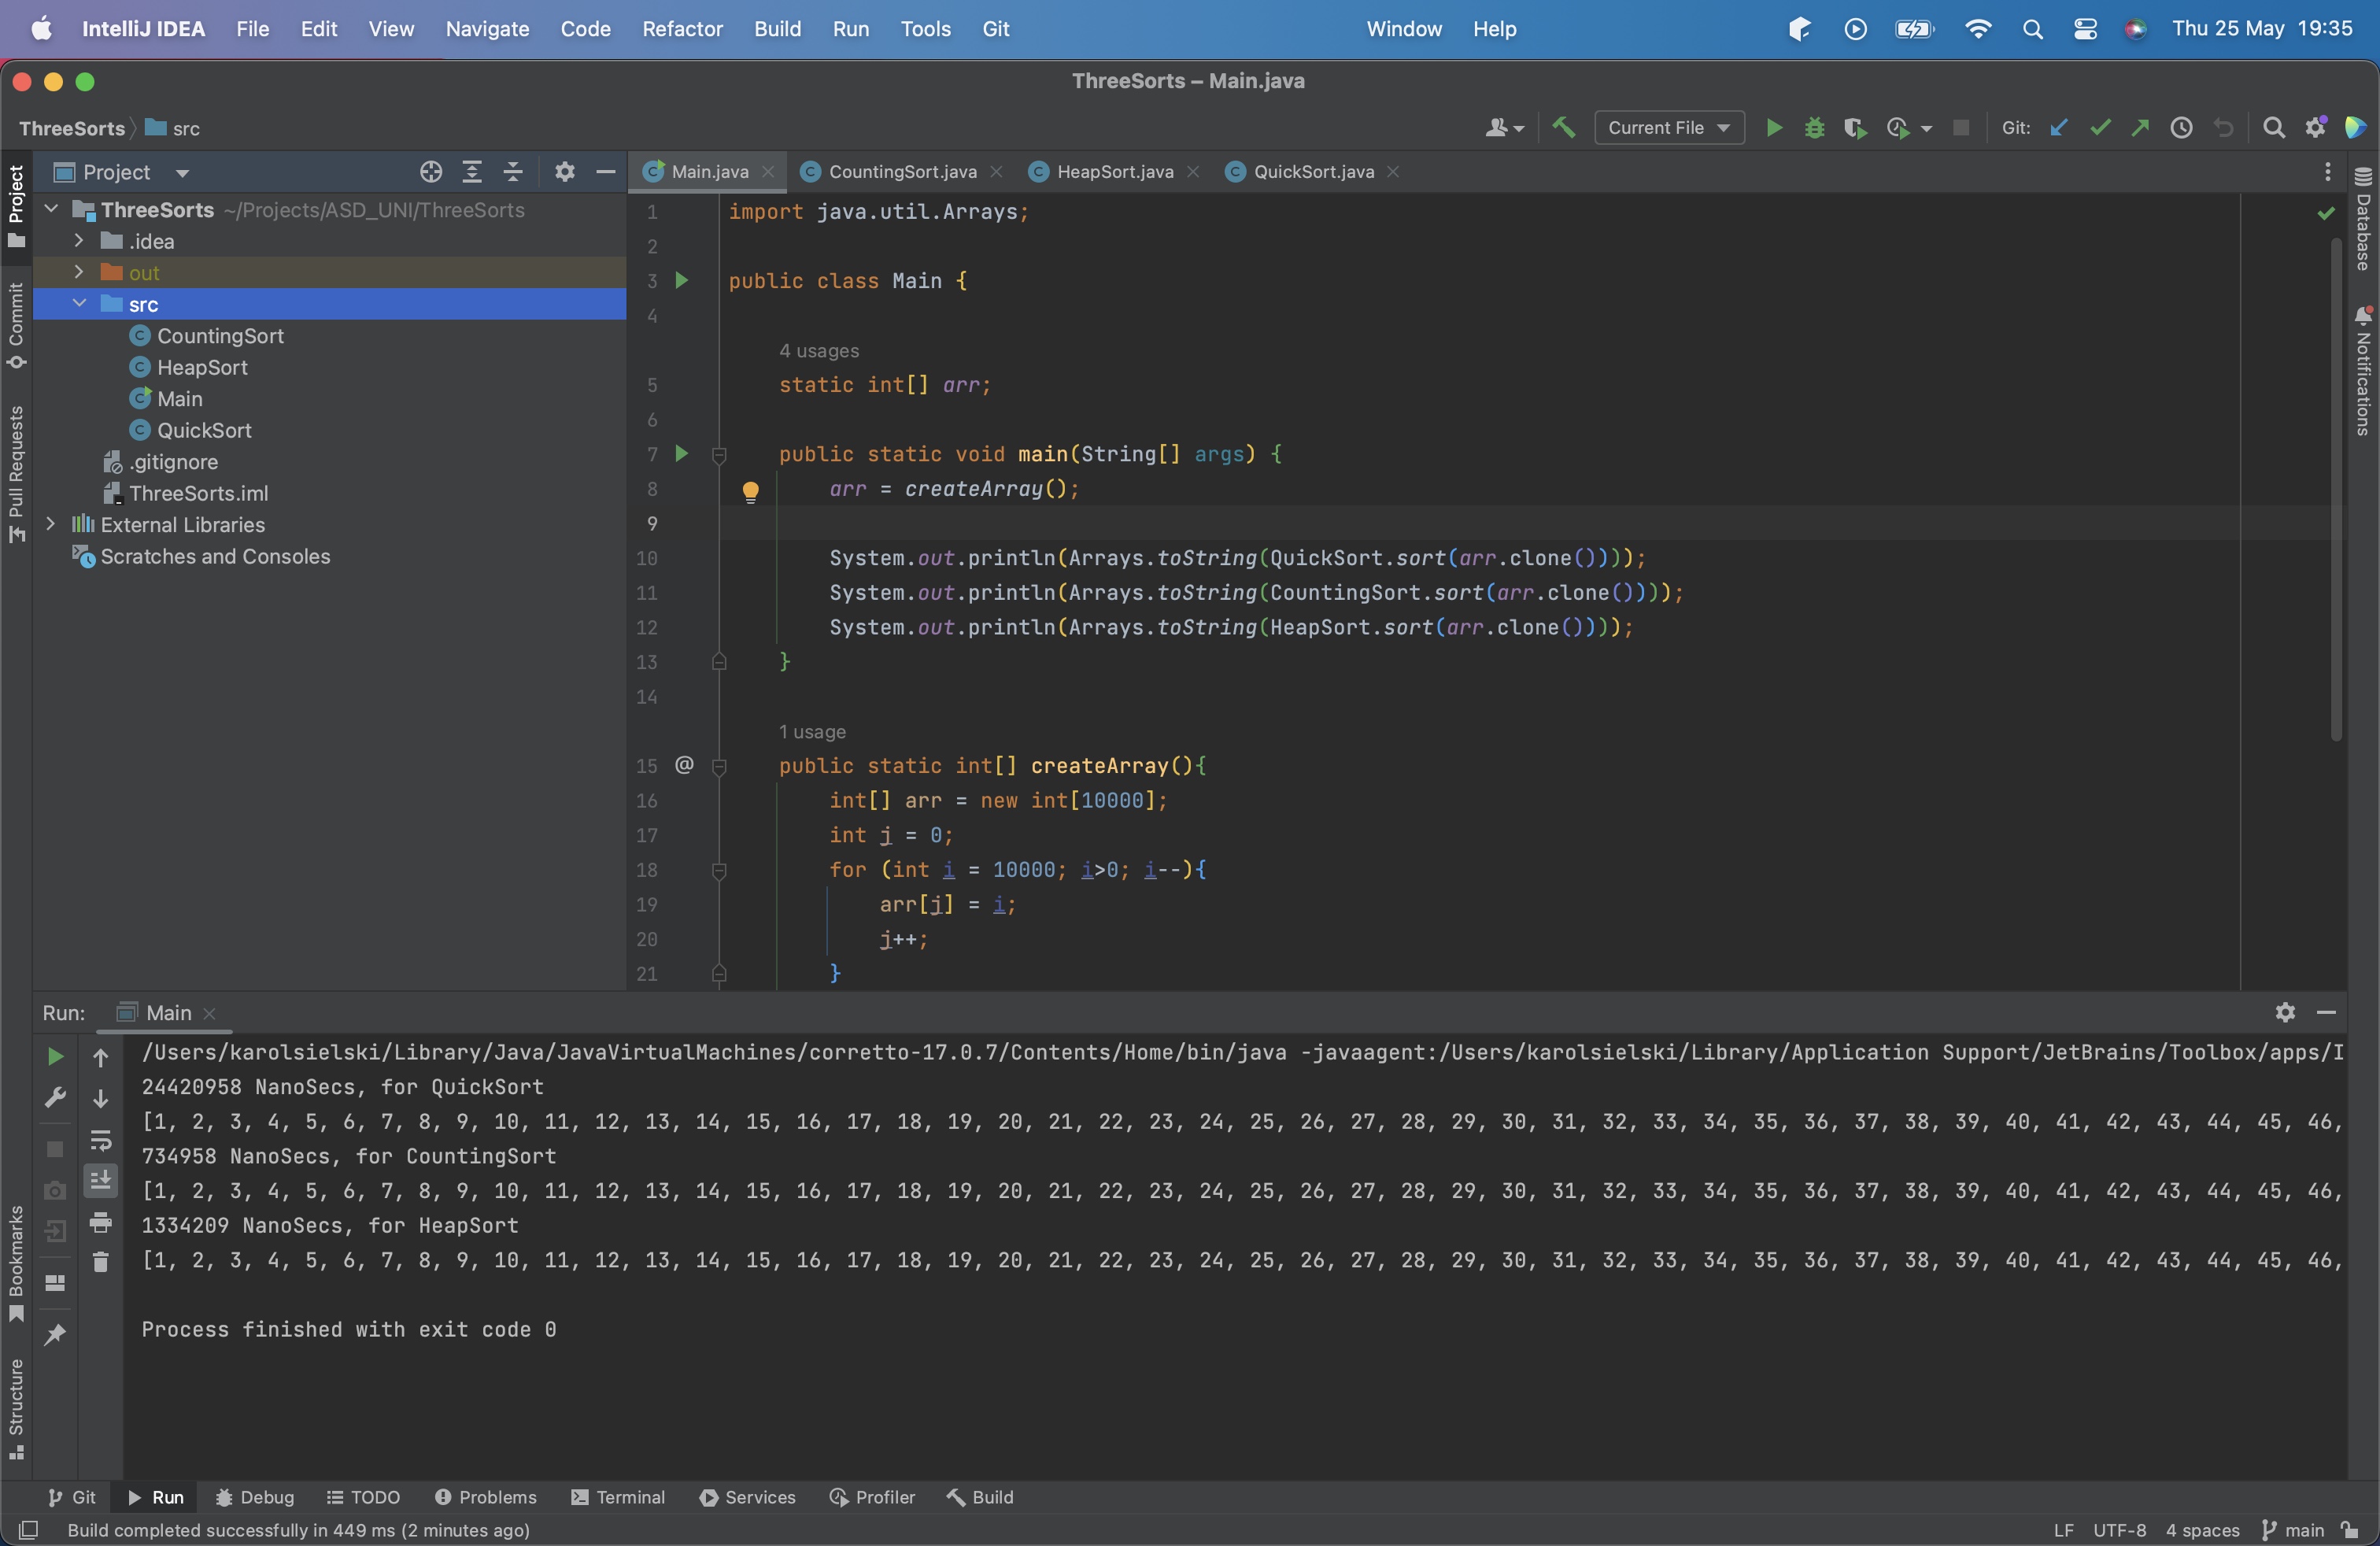 IntelliJ IDEA File Edit View Navigate Code Refactor Build Run Tools Git Window Help Thu 25 May 19:35
ThreeSorts – Main.java
ThreeSorts src Current File Git:
Project
Commit
Pull Requests
Bookmarks
Structure
Project
ThreeSorts ~/Projects/ASD_UNI/ThreeSorts
.idea
out
src
CountingSort
HeapSort
Main
QuickSort
.gitignore
ThreeSorts.iml
External Libraries
Scratches and Consoles
Main.java CountingSort.java HeapSort.java QuickSort.java
1 import java.util.Arrays;
2
3 public class Main {
4
4 usages
5 static int[] arr;
6
7 public static void main(String[] args) {
8 arr = createArray();
9
10 System.out.println(Arrays.toString(QuickSort.sort(arr.clone())));
11 System.out.println(Arrays.toString(CountingSort.sort(arr.clone())));
12 System.out.println(Arrays.toString(HeapSort.sort(arr.clone())));
13 }
14
1 usage
15 @ public static int[] createArray(){
16 int[] arr = new int[10000];
17 int j = 0;
18 for (int i = 10000; i>0; i--){
19 arr[j] = i;
20 j++;
21 }
Database
Notifications
Run: Main
/Users/karolsielski/Library/Java/JavaVirtualMachines/corretto-17.0.7/Contents/Home/bin/java -javaagent:/Users/karolsielski/Library/Application Support/JetBrains/Toolbox/apps/I
24420958 NanoSecs, for QuickSort
[1, 2, 3, 4, 5, 6, 7, 8, 9, 10, 11, 12, 13, 14, 15, 16, 17, 18, 19, 20, 21, 22, 23, 24, 25, 26, 27, 28, 29, 30, 31, 32, 33, 34, 35, 36, 37, 38, 39, 40, 41, 42, 43, 44, 45, 46,
734958 NanoSecs, for CountingSort
[1, 2, 3, 4, 5, 6, 7, 8, 9, 10, 11, 12, 13, 14, 15, 16, 17, 18, 19, 20, 21, 22, 23, 24, 25, 26, 27, 28, 29, 30, 31, 32, 33, 34, 35, 36, 37, 38, 39, 40, 41, 42, 43, 44, 45, 46,
1334209 NanoSecs, for HeapSort
[1, 2, 3, 4, 5, 6, 7, 8, 9, 10, 11, 12, 13, 14, 15, 16, 17, 18, 19, 20, 21, 22, 23, 24, 25, 26, 27, 28, 29, 30, 31, 32, 33, 34, 35, 36, 37, 38, 39, 40, 41, 42, 43, 44, 45, 46,
Process finished with exit code 0
Git Run Debug TODO Problems Terminal Services Profiler Build
Build completed successfully in 449 ms (2 minutes ago) LF UTF-8 4 spaces main